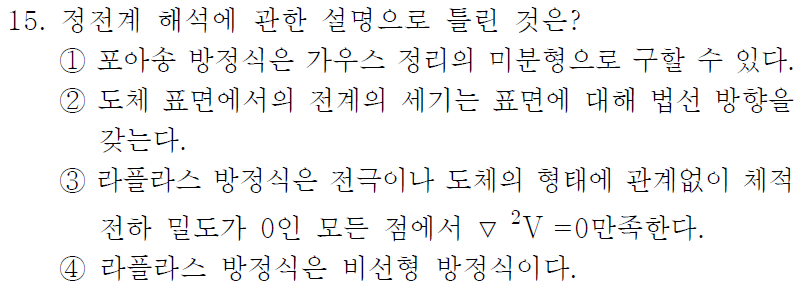 15. 정전계 해석에 관한 설명으로 틀린 것은?
① 포아송 방정식은 가우스 정리의 미분형으로 구할 수 있다.
② 도체 표면에서의 전계의 세기는 표면에 대해 법선 방향을
갖는다.
③ 라플라스 방정식은 전극이나 도체의 형태에 관계없이 체적
전하 밀도가 0인 모든 점에서 ▽ ²V =0만족한다.
④ 라플라스 방정식은 비선형 방정식이다.